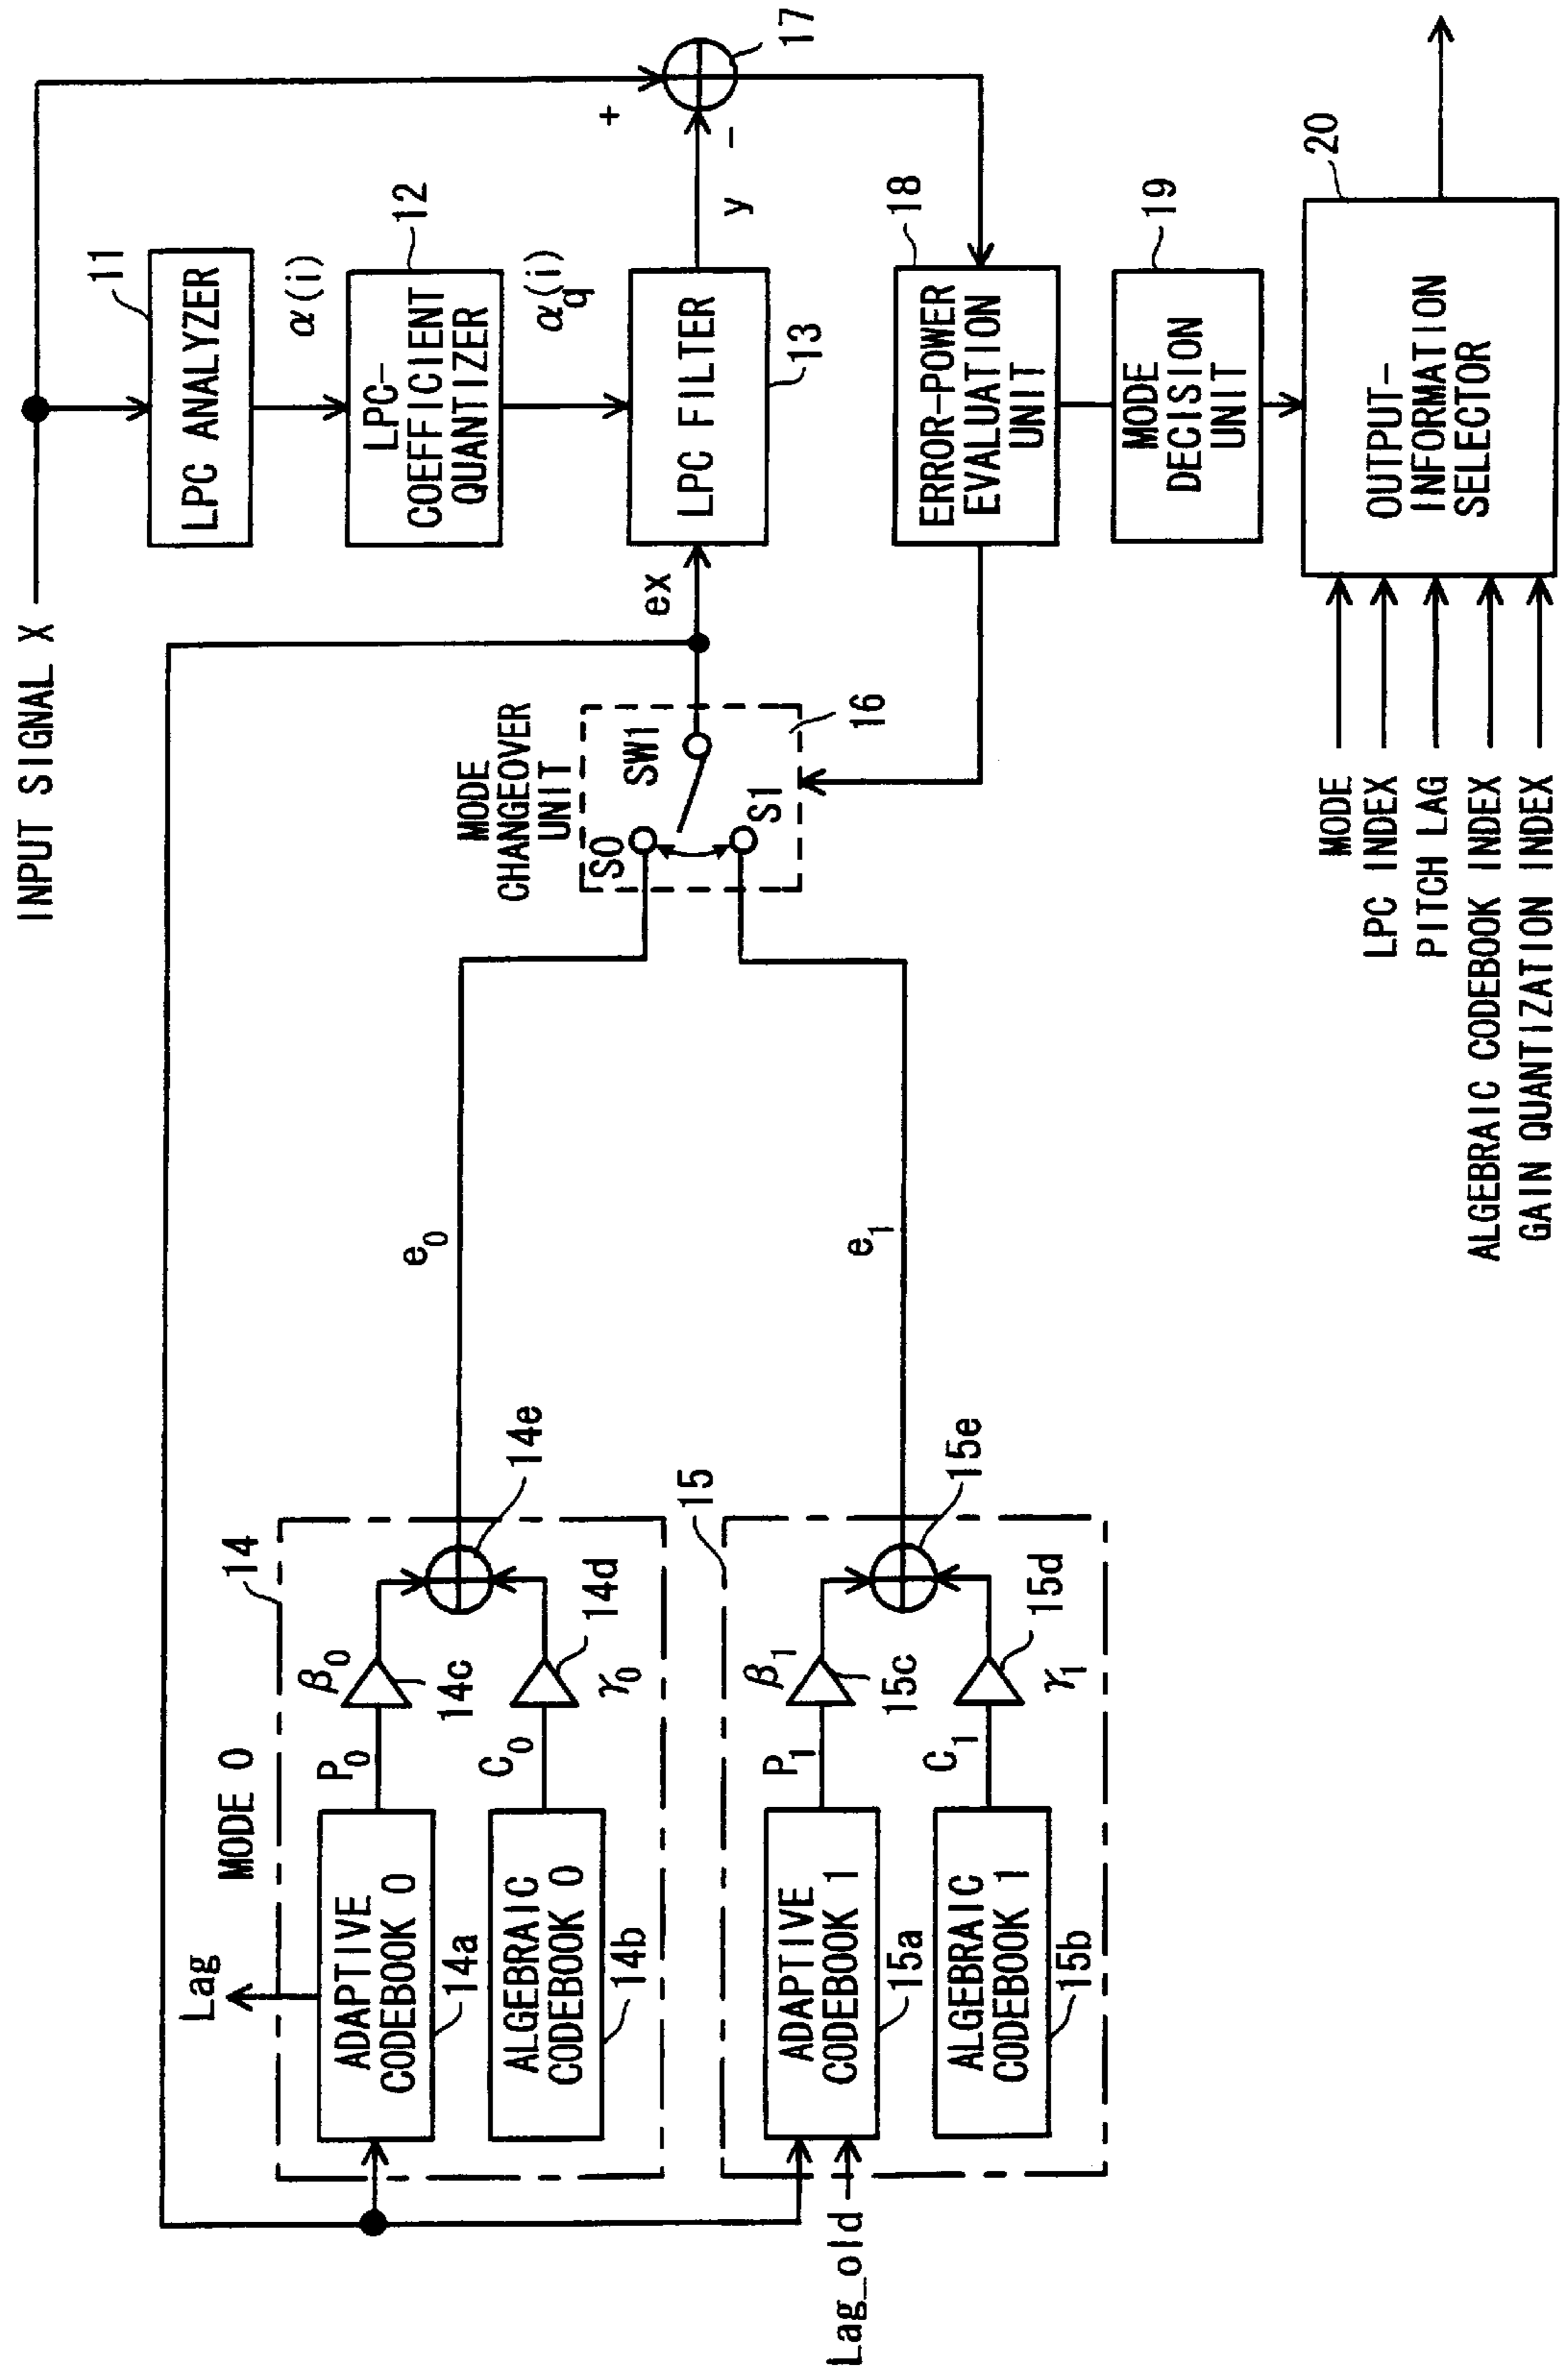 INPUT SIGNAL X
11
LPC ANALYZER
α(i)
12
LPC-
COEFFICIENT
QUANTIZER
αq(i)
LPC FILTER
13
ex
y
+
-
17
MODE
CHANGEOVER
UNIT
S0
SW1
S1
16
18
ERROR-POWER
EVALUATION
UNIT
19
MODE
DECISION
UNIT
20
OUTPUT-
INFORMATION
SELECTOR
MODE
LPC INDEX
PITCH LAG
ALGEBRAIC CODEBOOK INDEX
GAIN QUANTIZATION INDEX
e0
e1
Lag
MODE 0
14
ADAPTIVE
CODEBOOK 0
14a
P0
β0
14c
14e
ALGEBRAIC
CODEBOOK 0
14b
C0
γ0
14d
15
Lag_old
ADAPTIVE
CODEBOOK 1
15a
P1
β1
15c
15e
ALGEBRAIC
CODEBOOK 1
15b
C1
γ1
15d